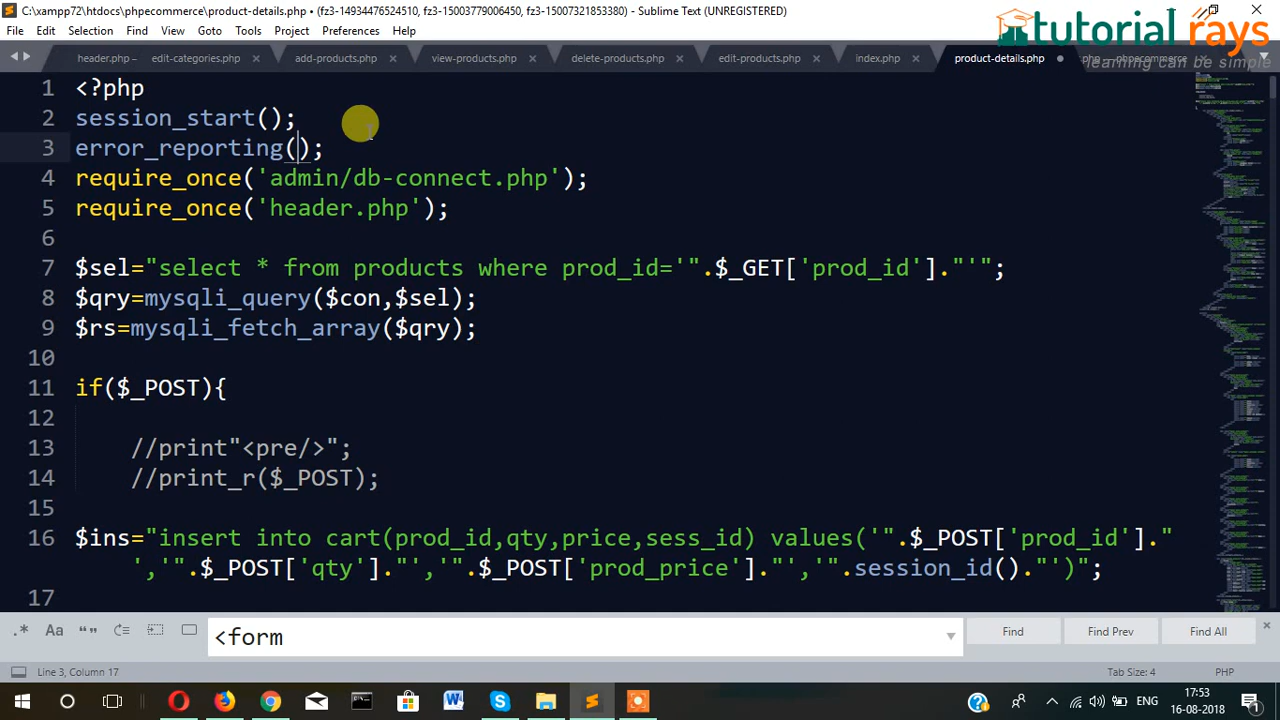 C:\xampp72\htdocs\phpecommerce\product-details.php • (fz3-14934476524510, fz3-15003779006450, fz3-15007321853380) - Sublime Text (UNREGISTERED)
File Edit Selection Find View Goto Tools Project Preferences Help
tutorial rays
learning can be simple
header.php – edit-categories.php add-products.php view-products.php delete-products.php edit-products.php index.php product-details.php
1 <?php
2 session_start();
3 error_reporting();
4 require_once('admin/db-connect.php');
5 require_once('header.php');
6
7 $sel="select * from products where prod_id='".$_GET['prod_id']."'";
8 $qry=mysqli_query($con,$sel);
9 $rs=mysqli_fetch_array($qry);
10
11 if($_POST){
12
13 //print"<pre/>";
14 //print_r($_POST);
15
16 $ins="insert into cart(prod_id,qty,price,sess_id) values('".$_POST['prod_id']."
','".$_POST['qty']."','".$_POST['prod_price']."','".session_id()."')";
17
.* Aa “” <form Find Find Prev Find All
Line 3, Column 17 Tab Size: 4 PHP
ENG 17:53
16-08-2018